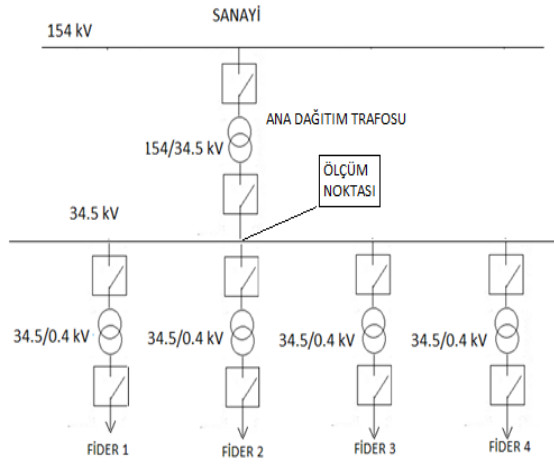 SANAYİ
154 kV
ANA DAĞITIM TRAFOSU
154/34.5 kV
ÖLÇÜM
NOKTASI
34.5 kV
34.5/0.4 kV
34.5/0.4 kV
34.5/0.4 kV
34.5/0.4 kV
FİDER 1
FİDER 2
FİDER 3
FİDER 4